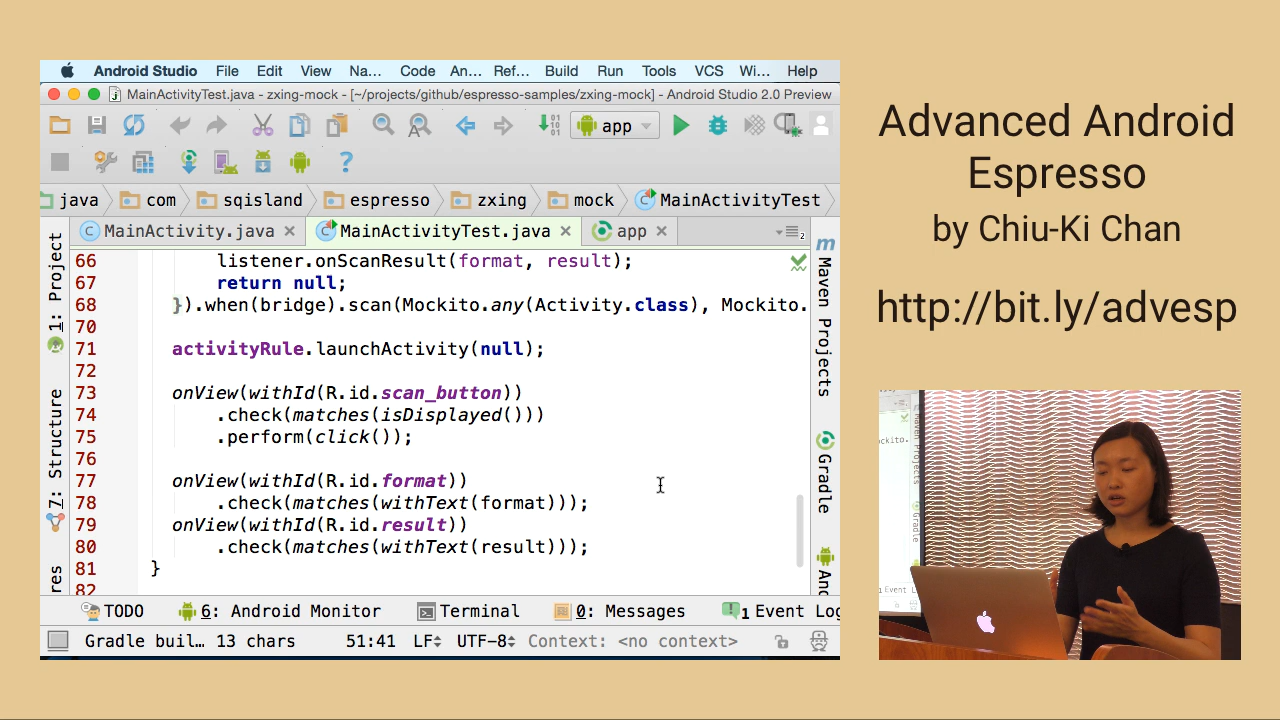 Android Studio File Edit View Na... Code An... Ref... Build Run Tools VCS Wi... Help
MainActivityTest.java - zxing-mock - [~/projects/github/espresso-samples/zxing-mock] - Android Studio 2.0 Preview
app
java com sqisland espresso zxing mock MainActivityTest
MainActivity.java MainActivityTest.java app
66 listener.onScanResult(format, result);
67 return null;
68 }).when(bridge).scan(Mockito.any(Activity.class), Mockito.
70
71 activityRule.launchActivity(null);
72
73 onView(withId(R.id.scan_button))
74 .check(matches(isDisplayed()))
75 .perform(click());
76
77 onView(withId(R.id.format))
78 .check(matches(withText(format)));
79 onView(withId(R.id.result))
80 .check(matches(withText(result)));
81 }
82
1: Project
7: Structure
res
m Maven Projects
Gradle
An
TODO 6: Android Monitor Terminal 0: Messages 1 Event Log
Gradle buil... 13 chars 51:41 LF UTF-8 Context: <no context>
Advanced Android
Espresso
by Chiu-Ki Chan
http://bit.ly/advesp
Maven Projects
Gradle